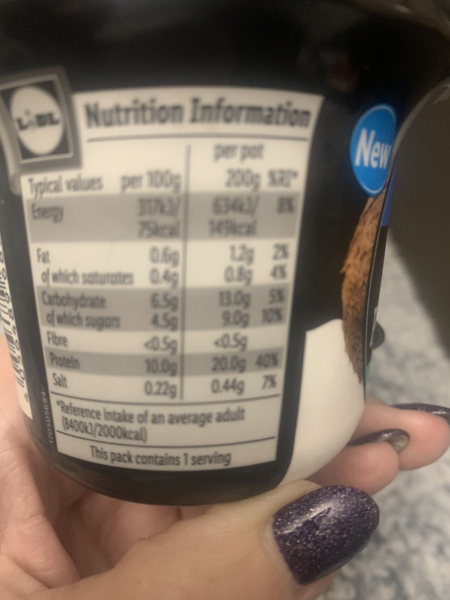 LIDL
Nutrition Information
per pot
Typical values per 100g 200g %RI*
Energy 317kJ/ 634kJ/ 8%
75kcal 149kcal
Fat 0.6g 1.2g 2%
of which saturates 0.4g 0.8g 4%
Carbohydrate 6.5g 13.0g 5%
of which sugars 4.5g 9.0g 10%
Fibre <0.5g <0.5g
Protein 10.0g 20.0g 40%
Salt 0.22g 0.44g 7%
*Reference intake of an average adult
(8400kJ/2000kcal)
This pack contains 1 serving
New